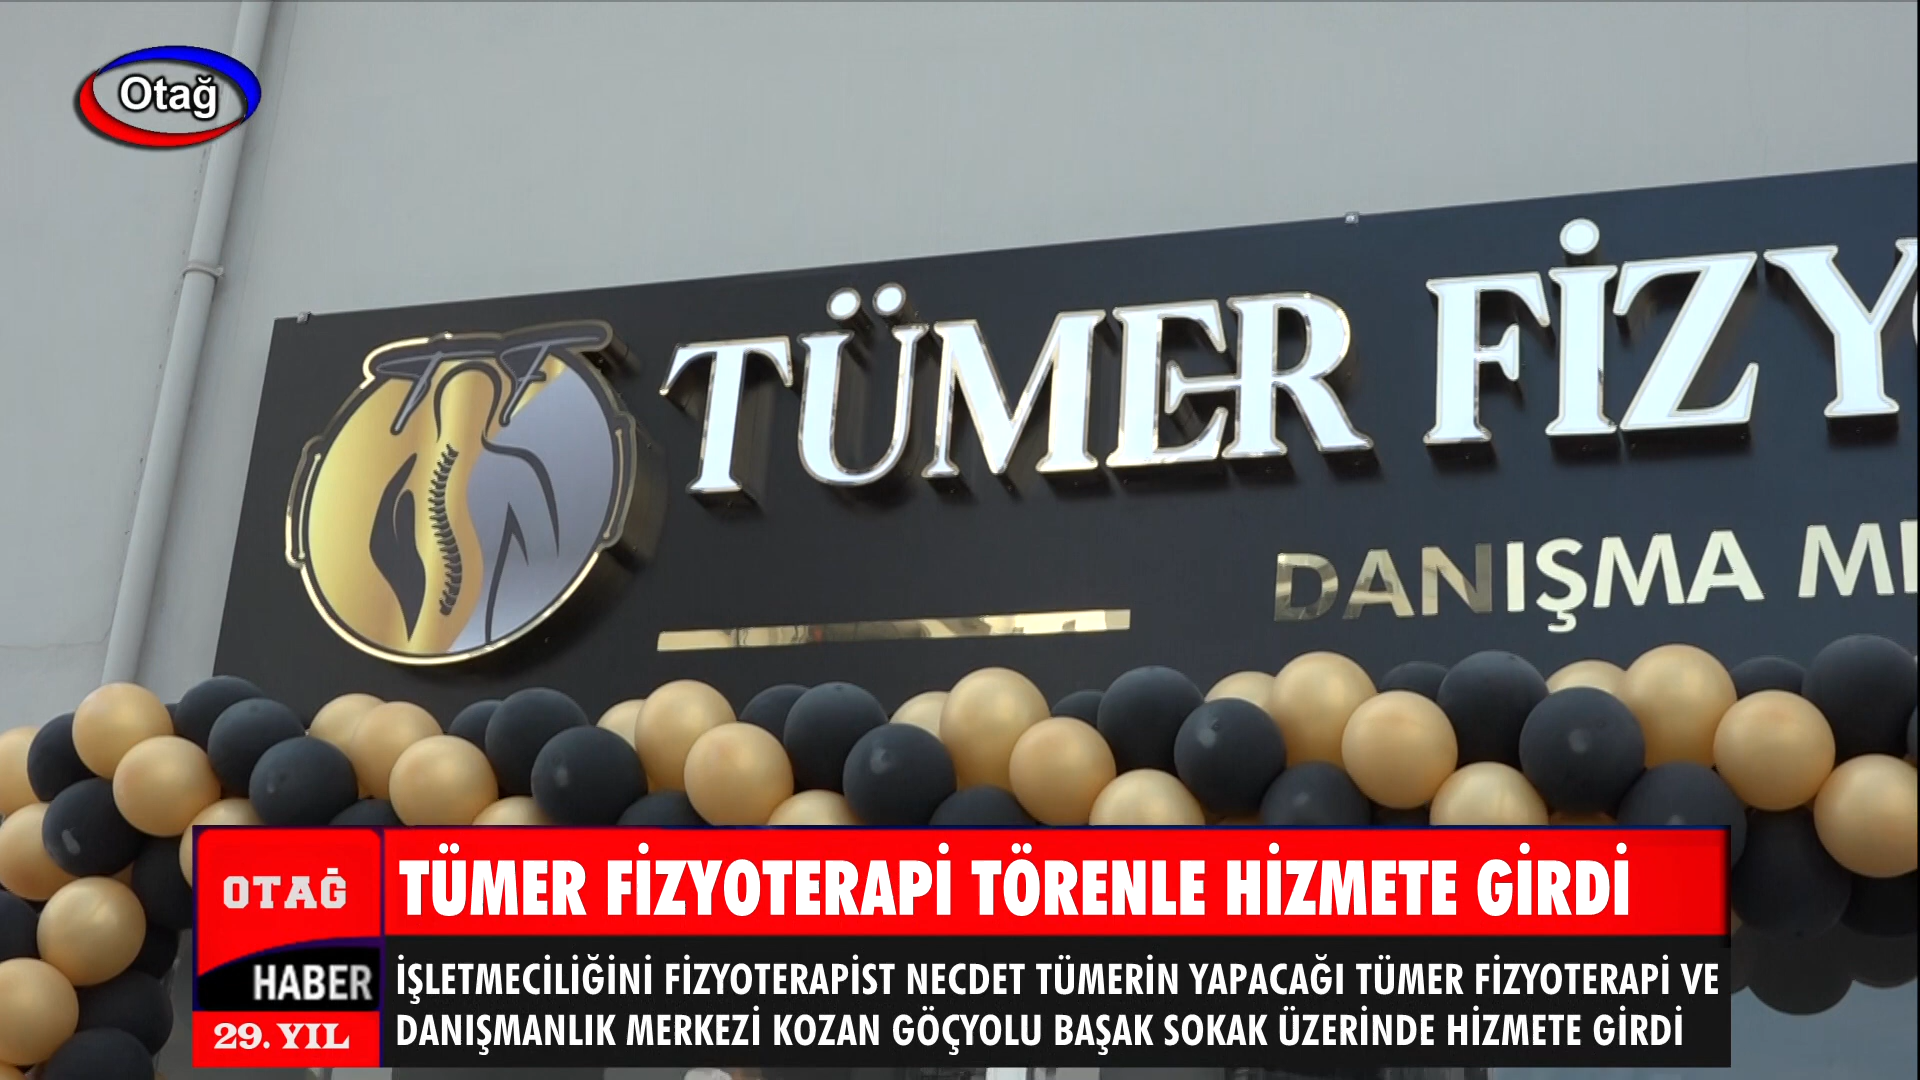 Otağ
TÜMER FİZY
DANIŞMA M
OTAĞ
HABER
29. YIL
TÜMER FİZYOTERAPİ TÖRENLE HİZMETE GİRDİ
İŞLETMECİLİĞİNİ FİZYOTERAPİST NECDET TÜMERİN YAPACAĞI TÜMER FİZYOTERAPİ VE
DANIŞMANLIK MERKEZİ KOZAN GÖÇYOLU BAŞAK SOKAK ÜZERİNDE HİZMETE GİRDİ